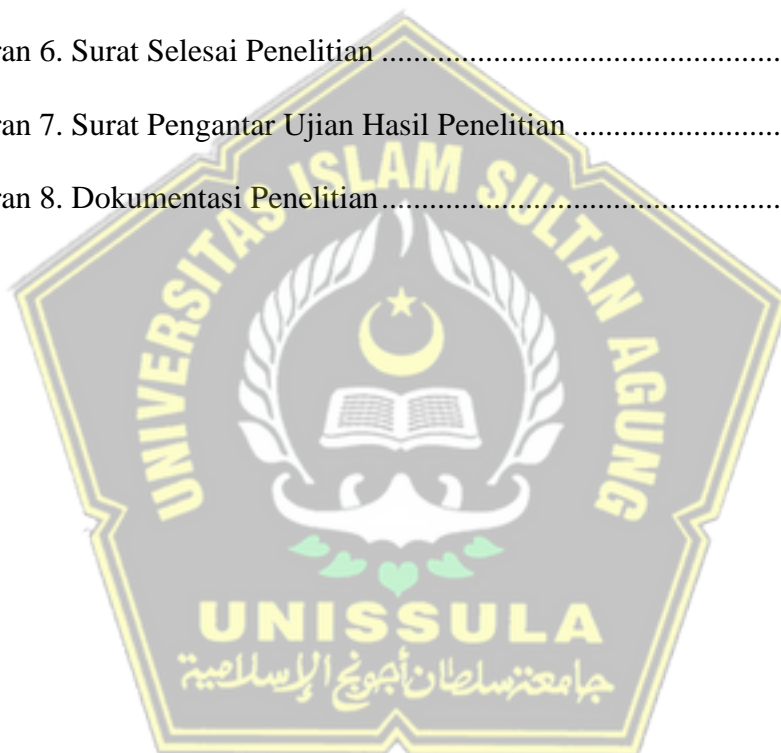 ran 6. Surat Selesai Penelitian ................................................
ran 7. Surat Pengantar Ujian Hasil Penelitian .........................
ran 8. Dokumentasi Penelitian................................................
UNIVERSITAS ISLAM SULTAN AGUNG
UNISSULA
جامعة سلطان أجونج الإسلامية